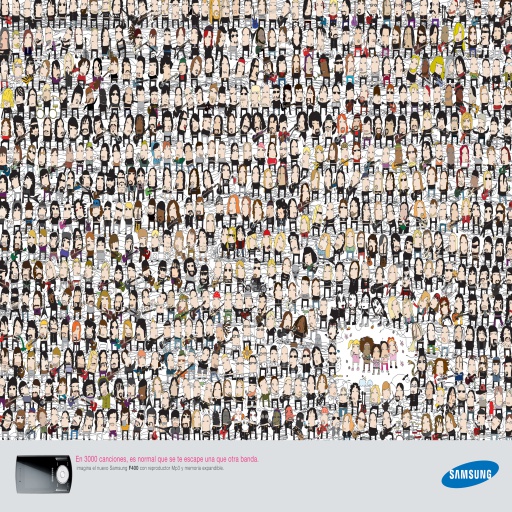 En 3000 canciones, es normal que se te escape una que otra banda.
Imagina el nuevo Samsung F400 con reproductor Mp3 y memoria expandible.
SAMSUNG